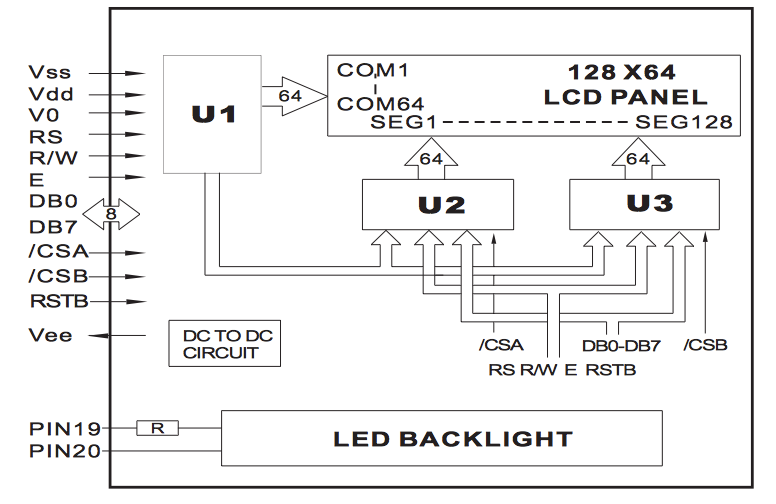 Vss
Vdd
V0
RS
R/W
E
DB0
8
DB7
/CSA
/CSB
RSTB
Vee
U1
64
COM1
COM64
SEG1
SEG128
128 X64
LCD PANEL
64
64
U2
U3
/CSA
DB0-DB7
/CSB
RS R/W E RSTB
DC TO DC
CIRCUIT
PIN19
R
PIN20
LED BACKLIGHT